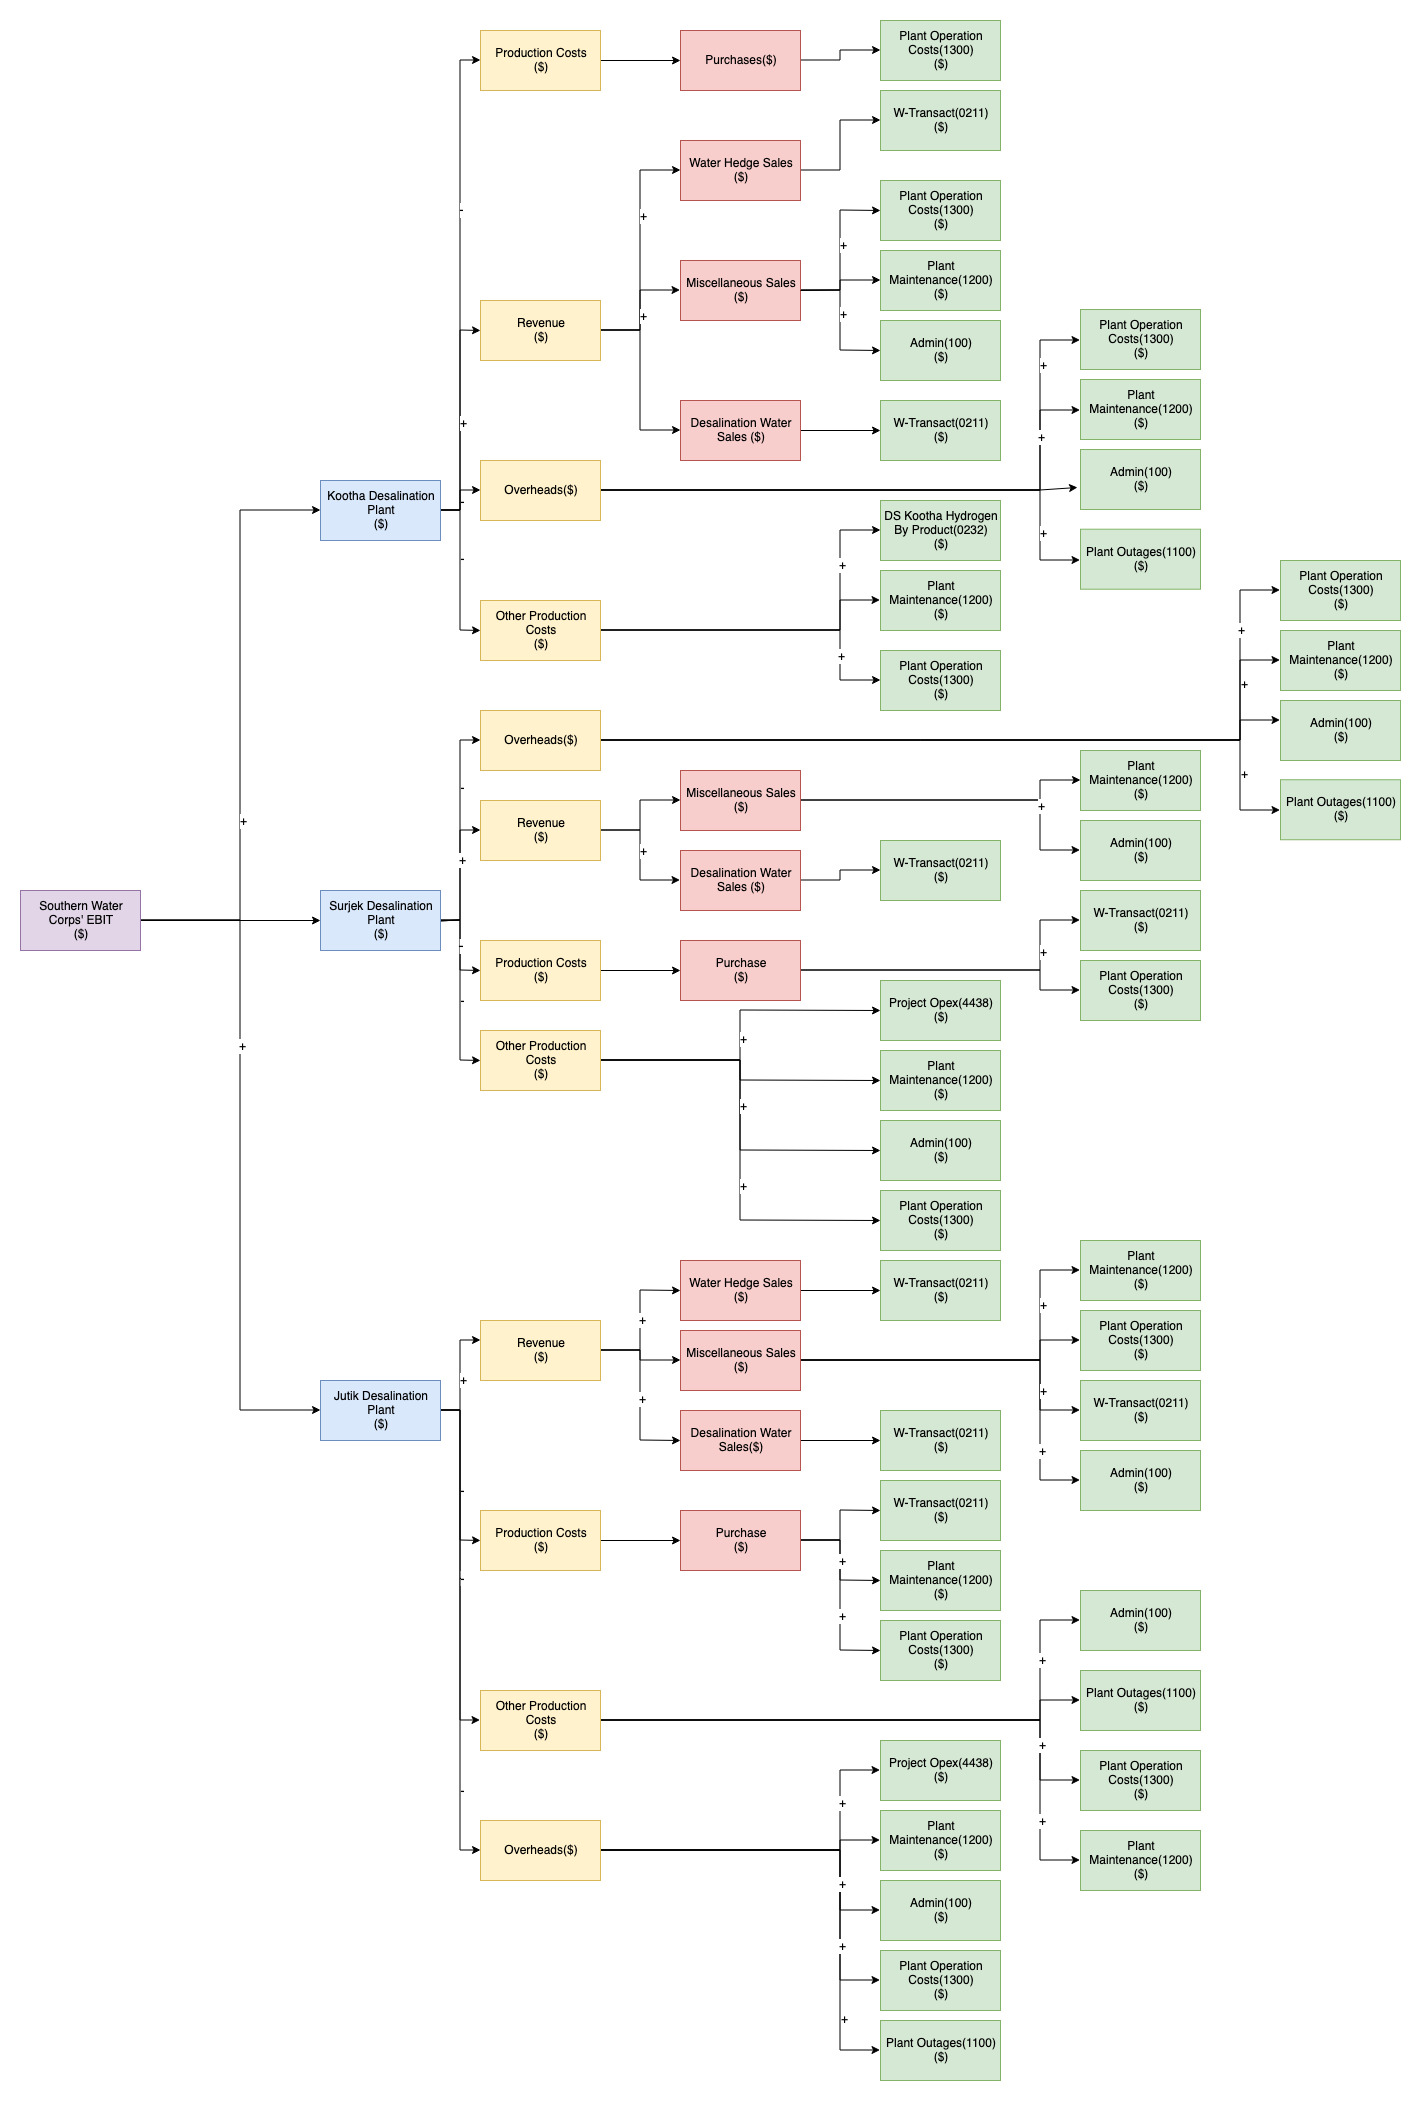 Production Costs
($)
Purchases($)
Plant Operation
Costs(1300)
($)
W-Transact(0211)
($)
Water Hedge Sales
($)
Plant Operation
Costs(1300)
($)
-
+
Plant
Maintenance(1200)
($)
Miscellaneous Sales
($)
+
+
+
Admin(100)
($)
Revenue
($)
Plant Operation
Costs(1300)
($)
+
Plant
Maintenance(1200)
($)
Desalination Water
Sales ($)
W-Transact(0211)
($)
+
+
Admin(100)
($)
Kootha Desalination
Plant
($)
Overheads($)
-
DS Kootha Hydrogen
By Product(0232)
($)
+
Plant Outages(1100)
($)
-
+
Plant
Maintenance(1200)
($)
Other Production
Costs
($)
+
Plant Operation
Costs(1300)
($)
Plant Operation
Costs(1300)
($)
+
Plant
Maintenance(1200)
($)
+
Admin(100)
($)
Overheads($)
+
Plant Outages(1100)
($)
-
Revenue
($)
Miscellaneous Sales
($)
Plant
Maintenance(1200)
($)
+
Admin(100)
($)
+
+
+
Desalination Water
Sales ($)
W-Transact(0211)
($)
Southern Water
Corps' EBIT
($)
Surjek Desalination
Plant
($)
W-Transact(0211)
($)
-
Production Costs
($)
Purchase
($)
+
Plant Operation
Costs(1300)
($)
-
Project Opex(4438)
($)
+
+
Other Production
Costs
($)
Plant
Maintenance(1200)
($)
+
Admin(100)
($)
+
Plant Operation
Costs(1300)
($)
Water Hedge Sales
($)
W-Transact(0211)
($)
Plant
Maintenance(1200)
($)
+
+
Revenue
($)
Miscellaneous Sales
($)
Plant Operation
Costs(1300)
($)
+
+
+
W-Transact(0211)
($)
Jutik Desalination
Plant
($)
Desalination Water
Sales($)
W-Transact(0211)
($)
+
Admin(100)
($)
-
W-Transact(0211)
($)
Production Costs
($)
Purchase
($)
+
Plant
Maintenance(1200)
($)
-
+
Plant Operation
Costs(1300)
($)
Admin(100)
($)
+
Plant Outages(1100)
($)
Other Production
Costs
($)
+
Plant Operation
Costs(1300)
($)
+
Plant
Maintenance(1200)
($)
-
Project Opex(4438)
($)
+
Overheads($)
Plant
Maintenance(1200)
($)
+
Admin(100)
($)
+
Plant Operation
Costs(1300)
($)
+
Plant Outages(1100)
($)